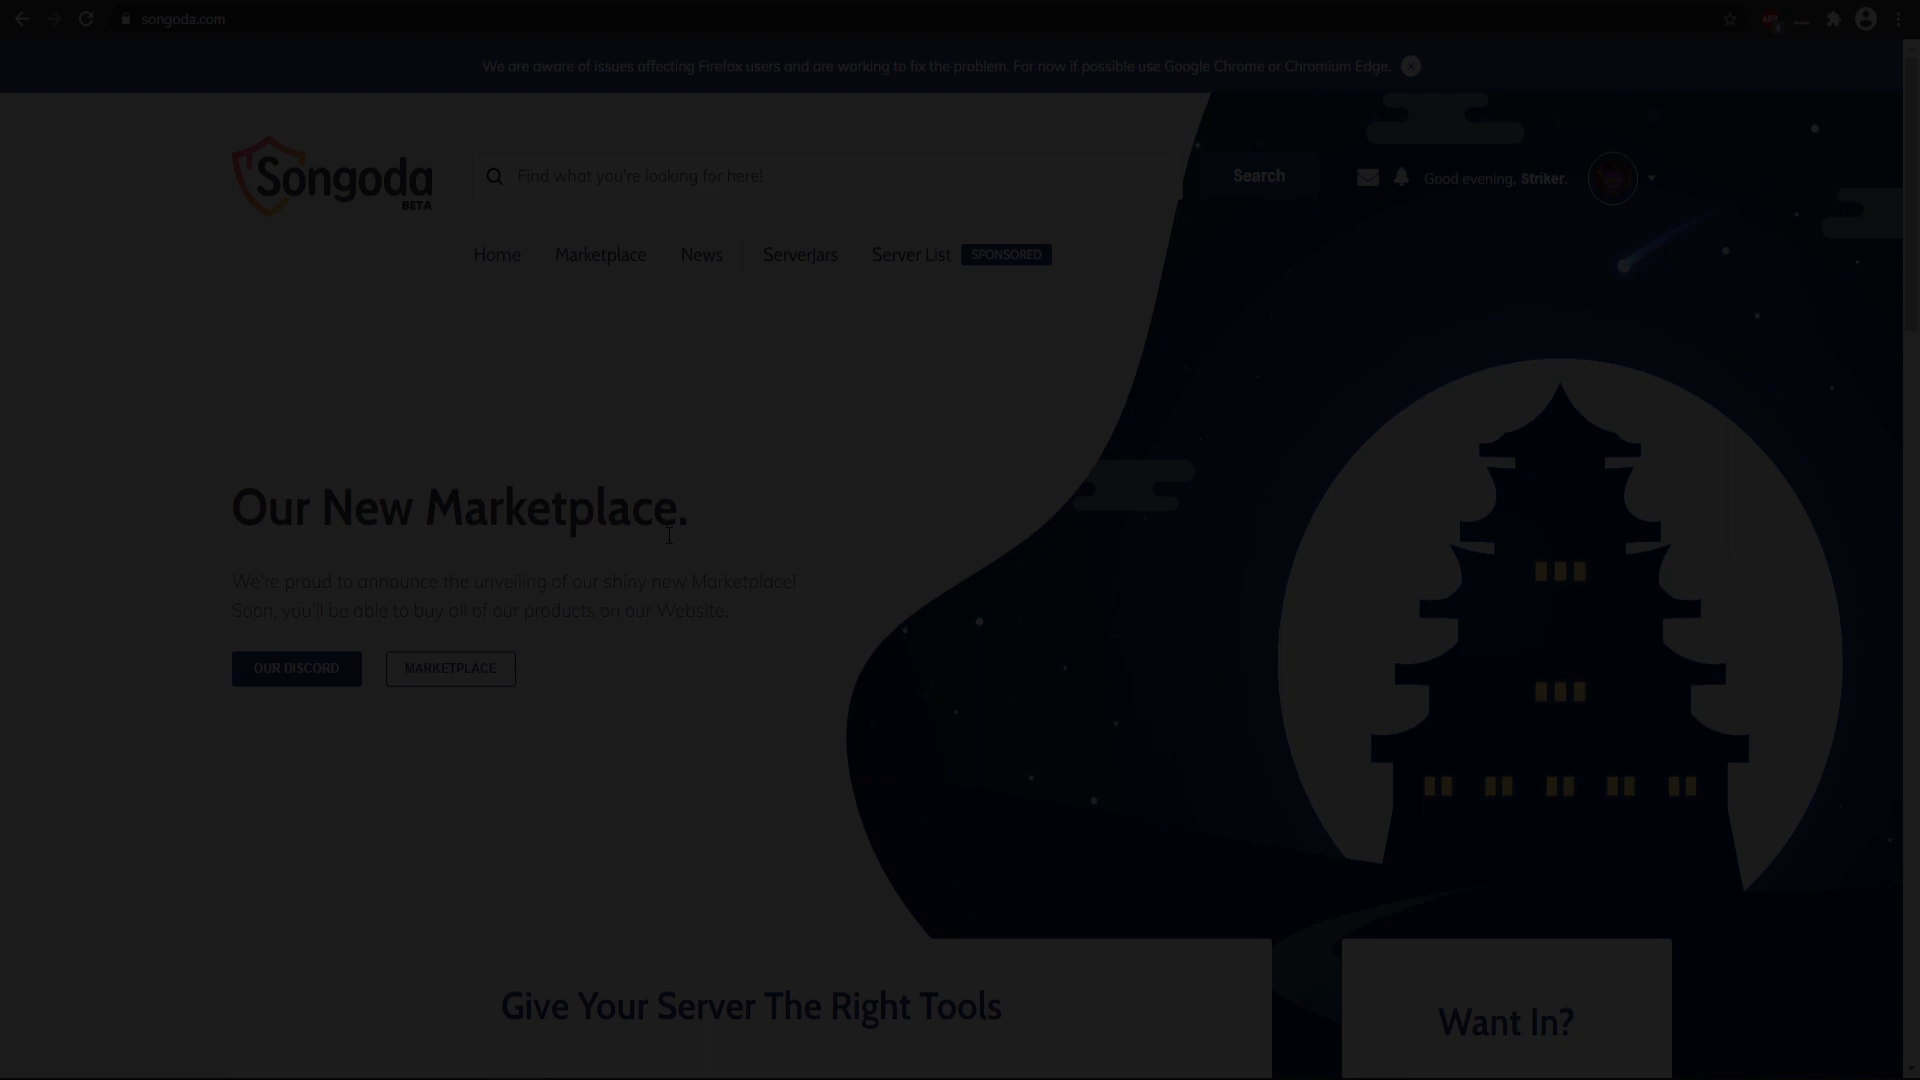 songoda.com
ABP
We are aware of issues affecting Firefox users and are working to fix the problem. For now if possible use Google Chrome or Chromium Edge.
Songoda
BETA
Find what you're looking for here!
Search
Good evening, Striker.
Home Marketplace News ServerJars Server List SPONSORED
Our New Marketplace.
We're proud to announce the unveiling of our shiny new Marketplace!
Soon, you'll be able to buy all of our products on our Website.
OUR DISCORD MARKETPLACE
Give Your Server The Right Tools
Want In?